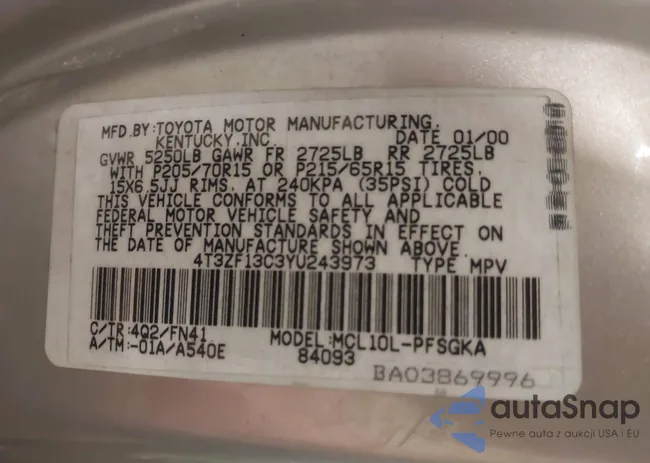 MFD.BY:TOYOTA MOTOR MANUFACTURING,
KENTUCKY,INC. DATE 01/00
GVWR 5250LB GAWR FR 2725LB RR 2725LB
WITH P205/70R15 OR P215/65R15 TIRES,
15X6.5JJ RIMS, AT 240KPA (35PSI) COLD
THIS VEHICLE CONFORMS TO ALL APPLICABLE
FEDERAL MOTOR VEHICLE SAFETY AND
THEFT PREVENTION STANDARDS IN EFFECT ON
THE DATE OF MANUFACTURE SHOWN ABOVE.
4T3ZF13C3YU243973 TYPE MPV
C/TR:4Q2/FN41 MODEL:MCL10L-PFSGKA
A/TM:-01A/A540E 84093
BA03869996
autaSnap
Pewne auta z aukcji USA i EU